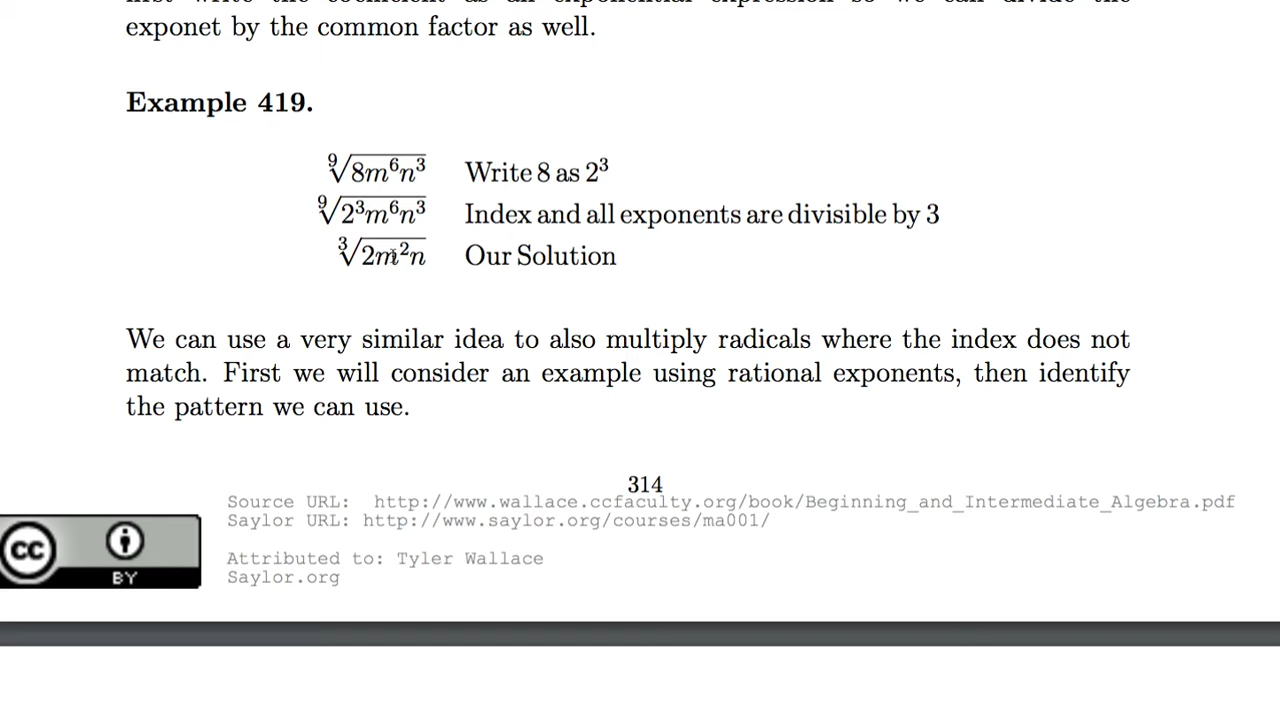 exponet by the common factor as well.
Example 419.
⁹√8m⁶n³ Write 8 as 2³
⁹√2³m⁶n³ Index and all exponents are divisible by 3
³√2m²n Our Solution
We can use a very similar idea to also multiply radicals where the index does not
match. First we will consider an example using rational exponents, then identify
the pattern we can use.
314
Source URL: http://www.wallace.ccfaculty.org/book/Beginning_and_Intermediate_Algebra.pdf
Saylor URL: http://www.saylor.org/courses/ma001/
cc
BY
Attributed to: Tyler Wallace
Saylor.org